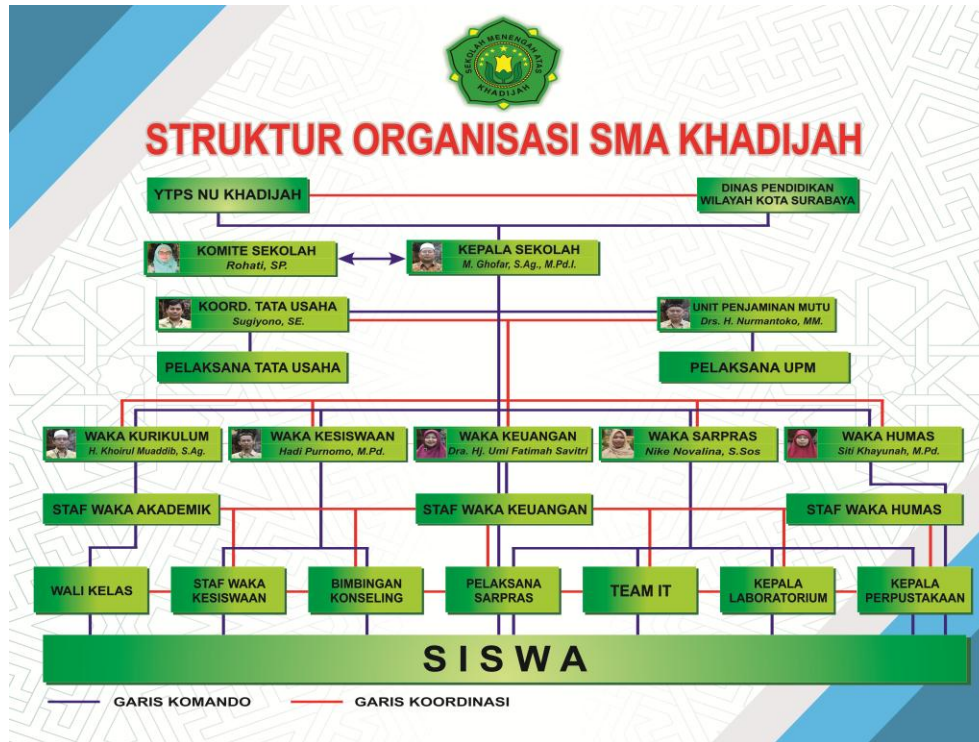 SEKOLAH MENENGAH ATAS
KHADIJAH
STRUKTUR ORGANISASI SMA KHADIJAH
YTPS NU KHADIJAH
DINAS PENDIDIKAN
WILAYAH KOTA SURABAYA
KOMITE SEKOLAH
Rohati, SP.
KEPALA SEKOLAH
M. Ghofar, S.Ag., M.Pd.I.
KOORD. TATA USAHA
Sugiyono, SE.
UNIT PENJAMINAN MUTU
Drs. H. Nurmantoko, MM.
PELAKSANA TATA USAHA
PELAKSANA UPM
WAKA KURIKULUM
H. Khoirul Muaddib, S.Ag.
WAKA KESISWAAN
Hadi Purnomo, M.Pd.
WAKA KEUANGAN
Dra. Hj. Umi Fatimah Savitri
WAKA SARPRAS
Nike Novalina, S.Sos
WAKA HUMAS
Siti Khayunah, M.Pd.
STAF WAKA AKADEMIK
STAF WAKA KEUANGAN
STAF WAKA HUMAS
WALI KELAS
STAF WAKA
KESISWAAN
BIMBINGAN
KONSELING
PELAKSANA
SARPRAS
TEAM IT
KEPALA
LABORATORIUM
KEPALA
PERPUSTAKAAN
SISWA
GARIS KOMANDO
GARIS KOORDINASI